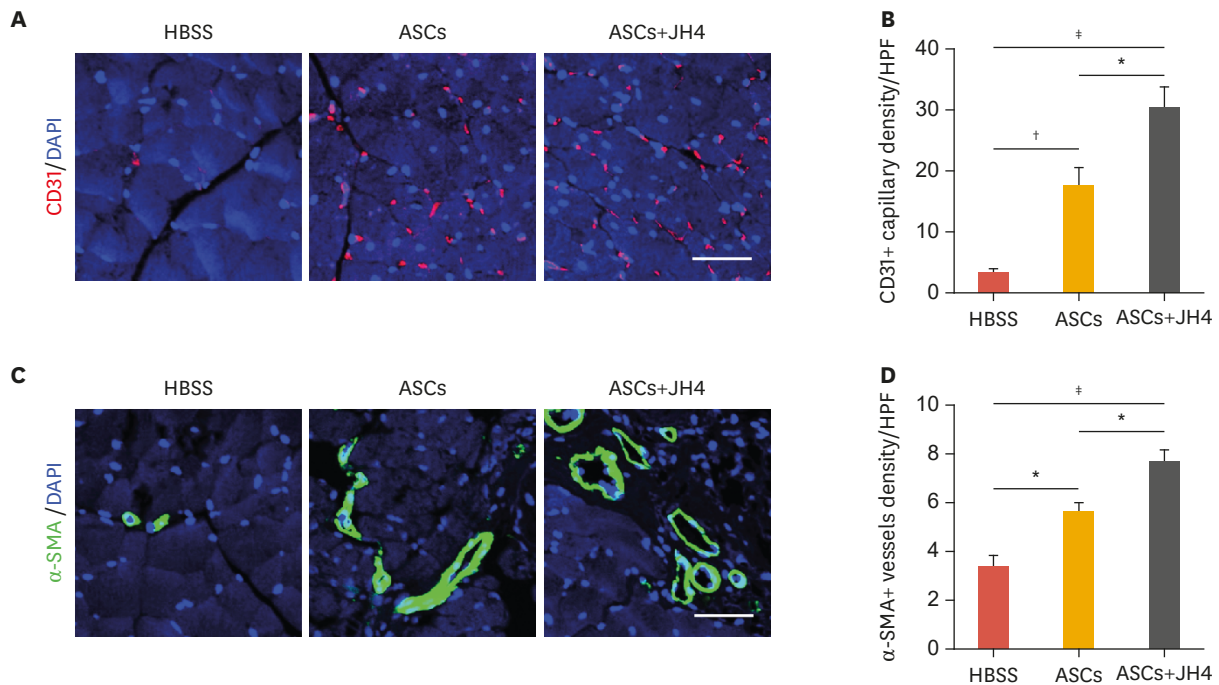 A
HBSS
ASCs
ASCs+JH4
CD31/DAPI
B
CD31+ capillary density/HPF
50
40
30
20
10
0
‡
*
†
HBSS
ASCs
ASCs+JH4
C
HBSS
ASCs
ASCs+JH4
α-SMA /DAPI
D
α-SMA+ vessels density/HPF
10
8
6
4
2
0
‡
*
*
HBSS
ASCs
ASCs+JH4